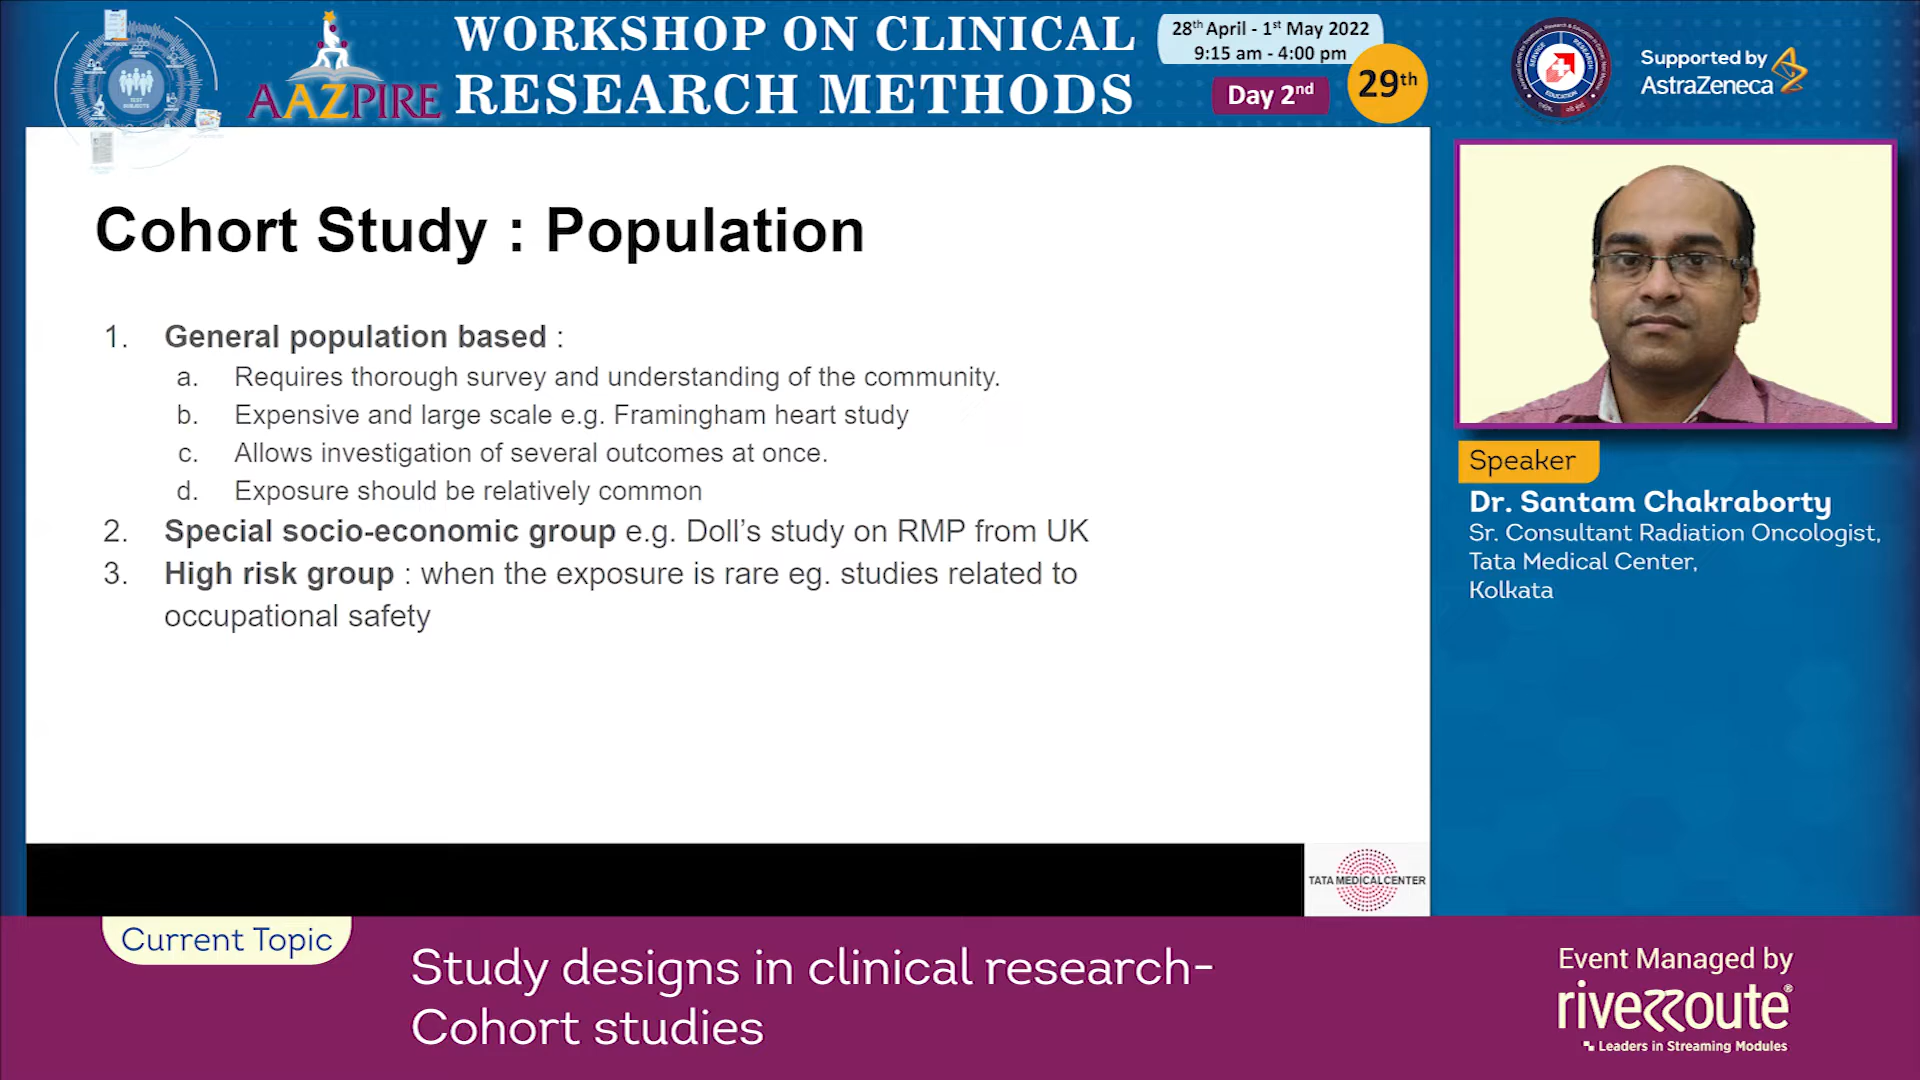 WORKSHOP ON CLINICAL
RESEARCH METHODS
AAZPIRE
28th April - 1st May 2022
9:15 am - 4:00 pm
Day 2nd
29th
SERVICE
RESEARCH
EDUCATION
Supported by
AstraZeneca
TEST
SUBJECTS
Cohort Study : Population
1. General population based :
a. Requires thorough survey and understanding of the community.
b. Expensive and large scale e.g. Framingham heart study
c. Allows investigation of several outcomes at once.
d. Exposure should be relatively common
2. Special socio-economic group e.g. Doll’s study on RMP from UK
3. High risk group : when the exposure is rare eg. studies related to
occupational safety
TATA MEDICAL CENTER
Speaker
Dr. Santam Chakraborty
Sr. Consultant Radiation Oncologist,
Tata Medical Center,
Kolkata
Current Topic
Study designs in clinical research-
Cohort studies
Event Managed by
riverroute®
Leaders in Streaming Modules